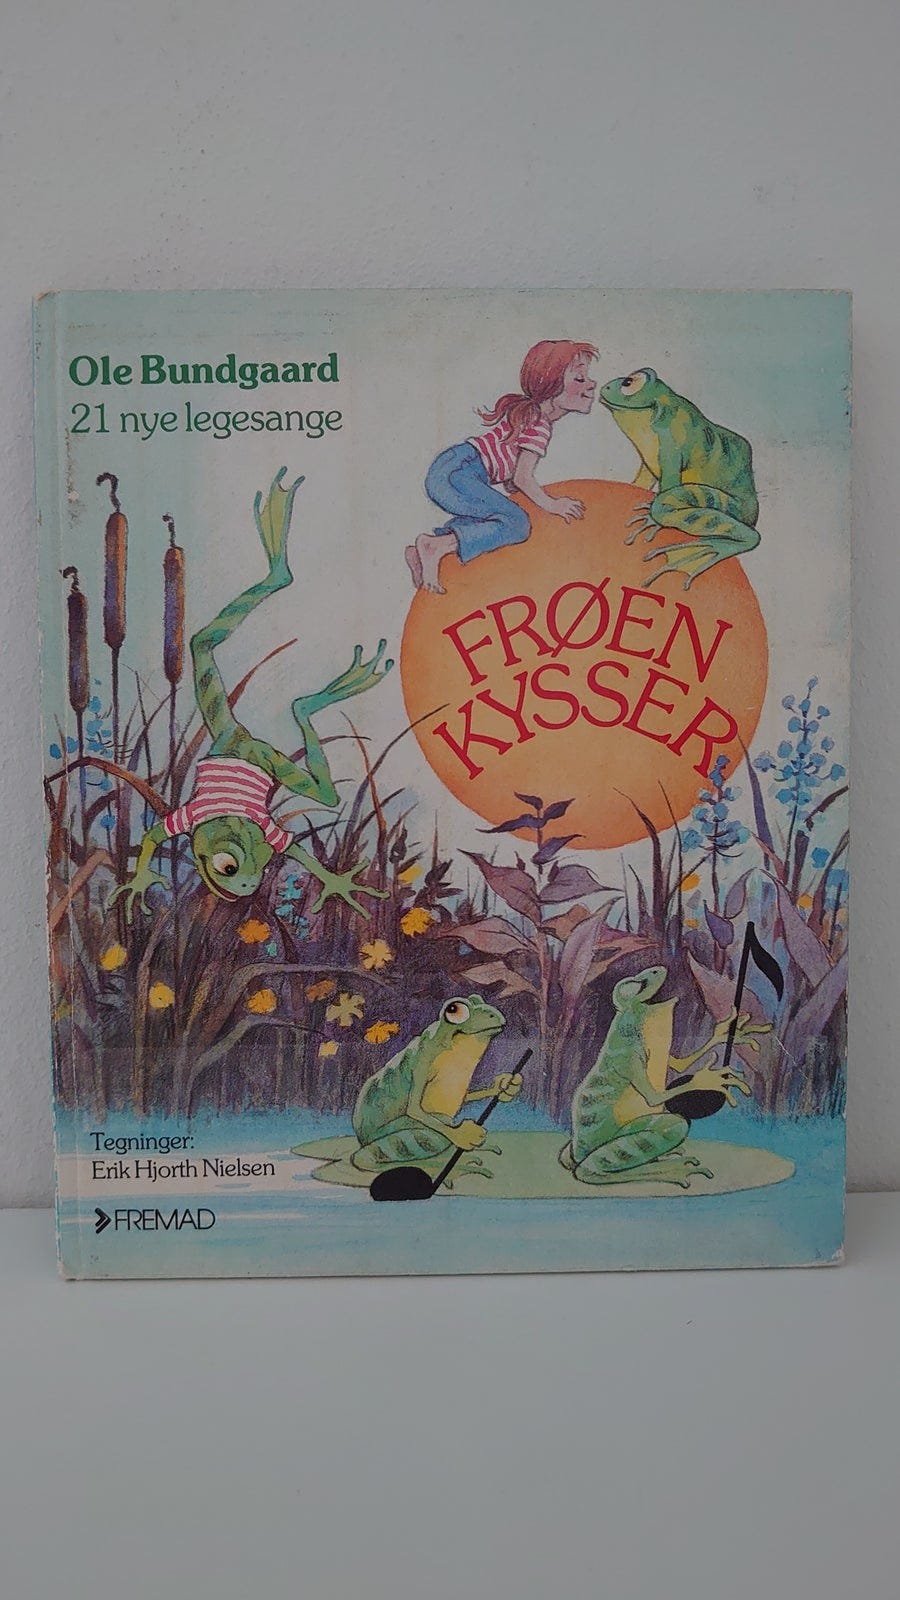 Ole Bundgaard
21 nye legesange
FRØEN
KYSSER
Tegninger:
Erik Hjorth Nielsen
FREMAD